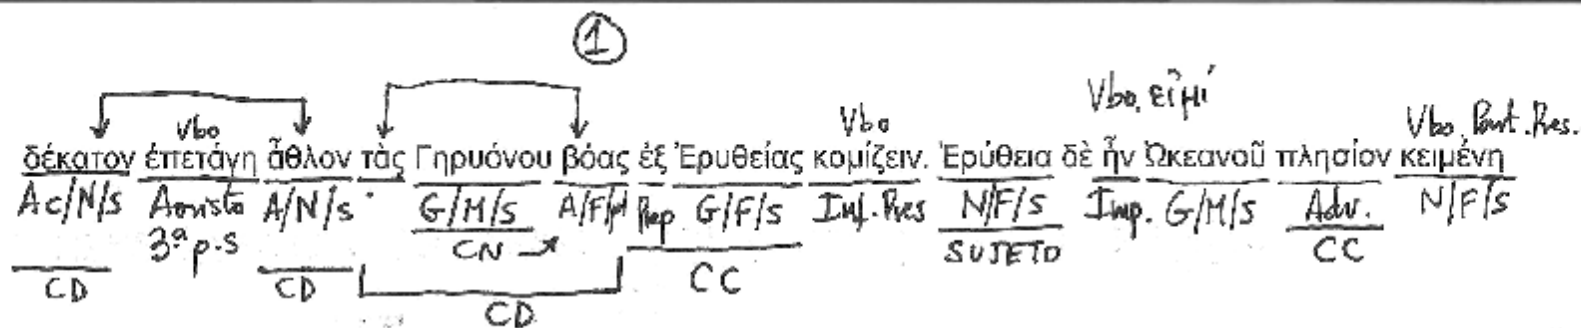 1
Vbo. εἰμί
Vbo Vbo Vbo. Part. Pres.
δέκατον ἐπετάγη ἆθλον τὰς Γηρυόνου βόας ἐξ Ἐρυθείας κομίζειν. Ἐρύθεια δὲ ἦν Ὠκεανοῦ πλησίον κειμένη
Ac/N/s Aoristo A/N/s G/M/s A/F/pl Prep G/F/s Inf. Pres N/F/s Imp. G/M/s Adv. N/F/s
3ª p.s CN SUJETO CC
CD CD CC
CD